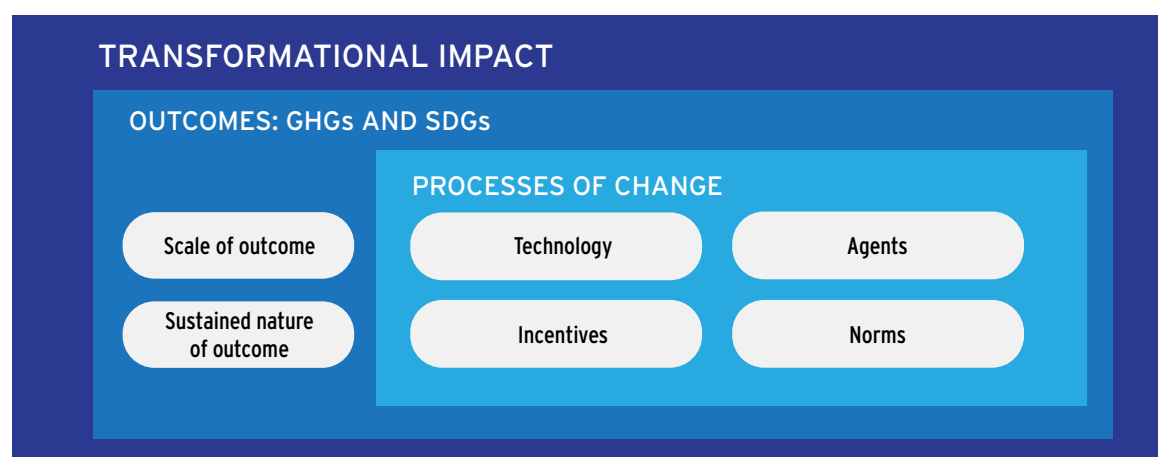 TRANSFORMATIONAL IMPACT
OUTCOMES: GHGs AND SDGs
PROCESSES OF CHANGE
Scale of outcome
Technology
Agents
Sustained nature
of outcome
Incentives
Norms